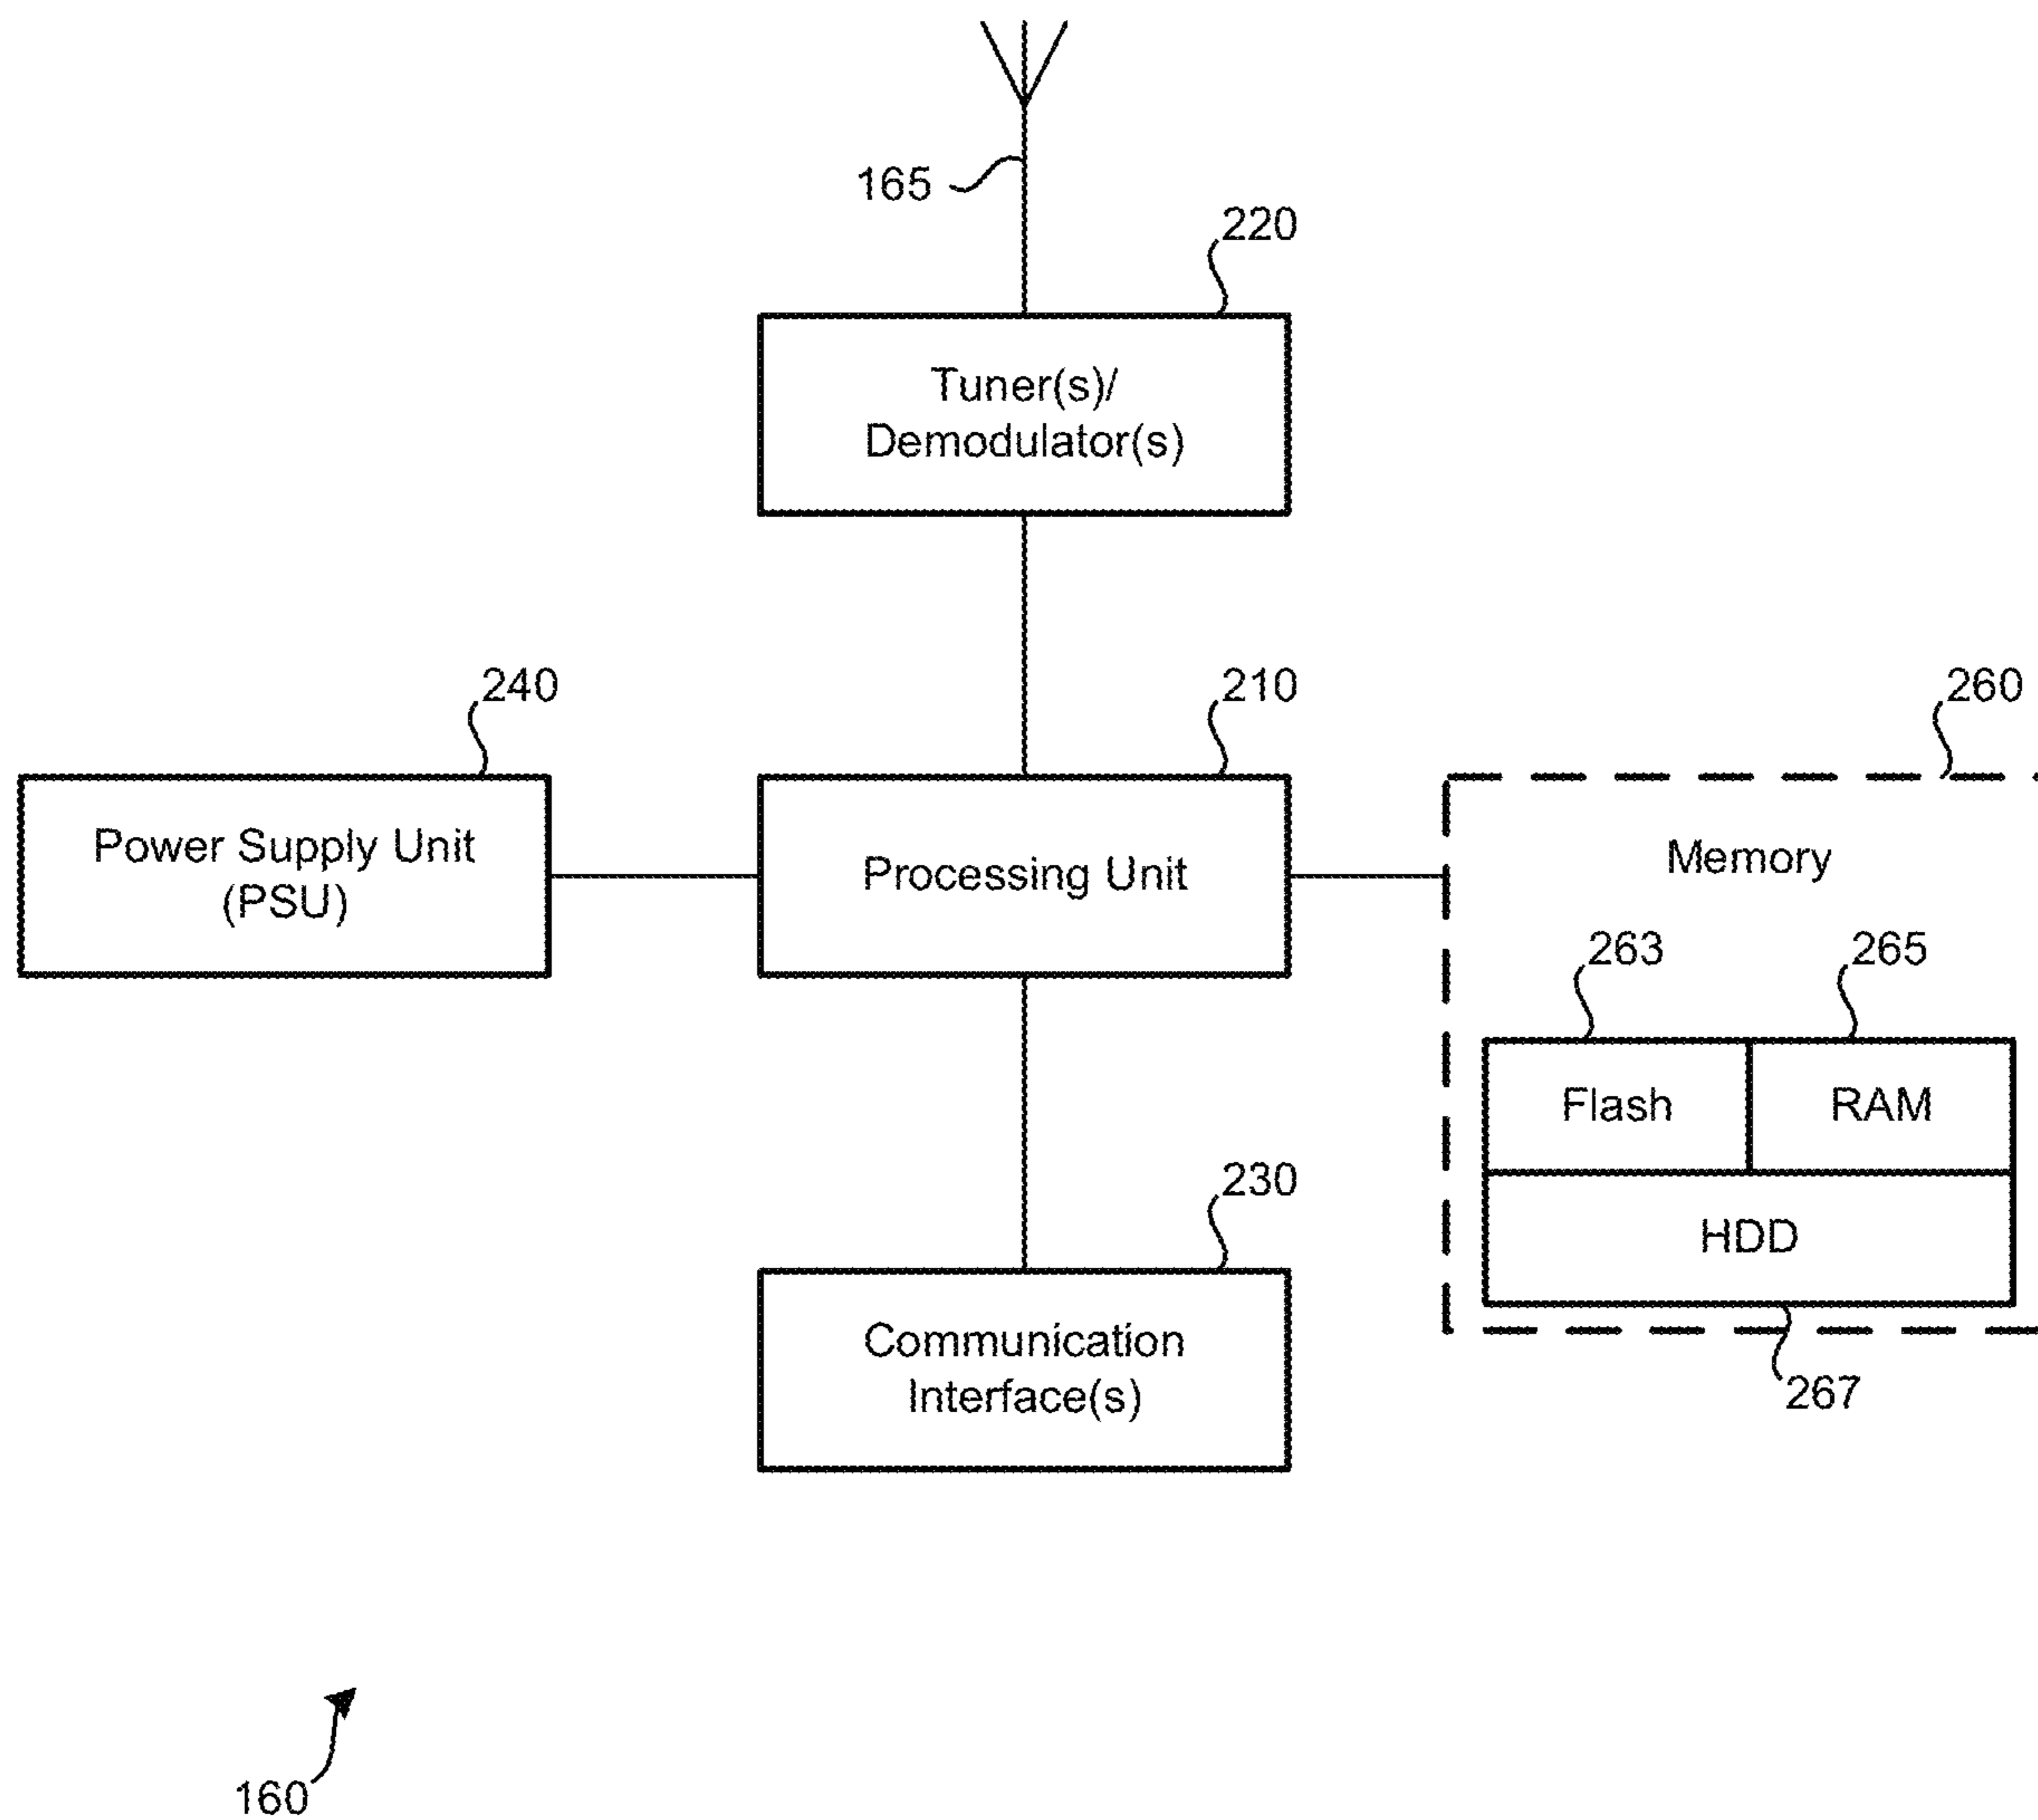 165
220
Tuner(s)/
Demodulator(s)
240
210
260
Power Supply Unit
(PSU)
Processing Unit
Memory
263
265
Flash
RAM
HDD
230
Communication
Interface(s)
267
160